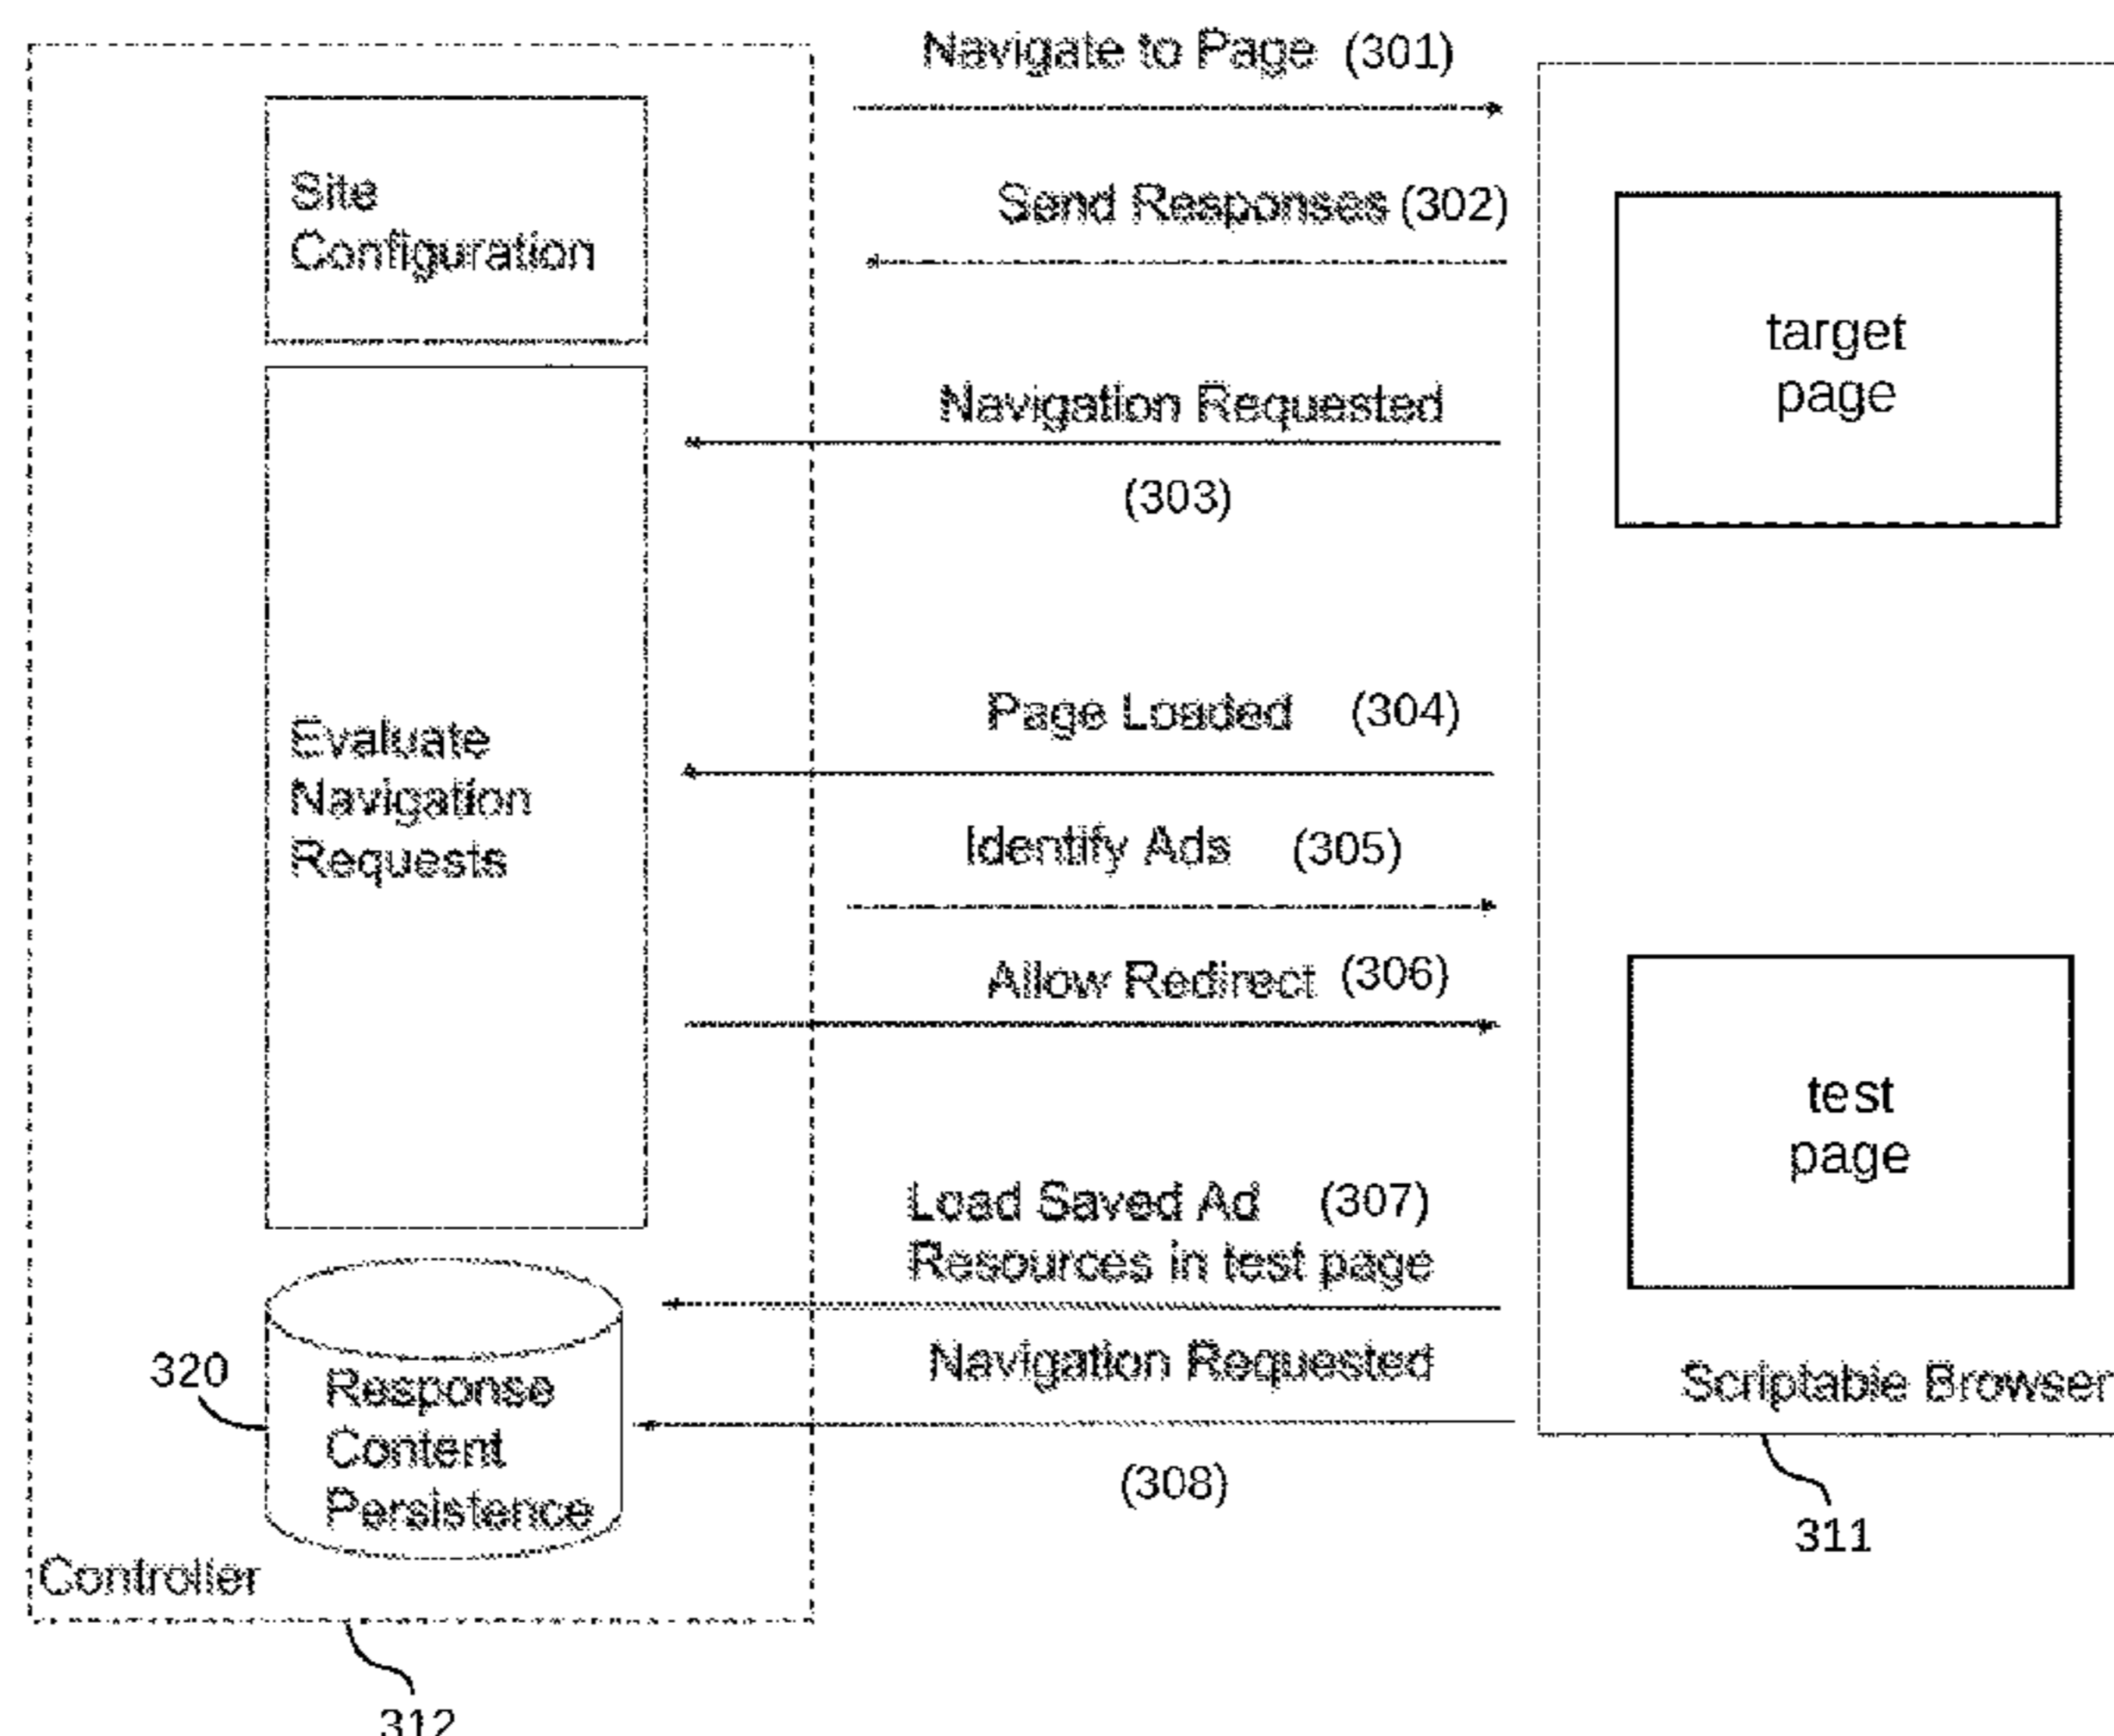 Navigate to Page (301)
Site
Configuration
Send Responses (302)
target
page
Navigation Requested
(303)
Page Loaded (304)
Evaluate
Navigation
Requests
Identify Ads (305)
Allow Redirect (306)
test
page
Load Saved Ad (307)
Resources in test page
Navigation Requested
(308)
320
Response
Content
Persistence
Scriptable Browser
311
Controller
312